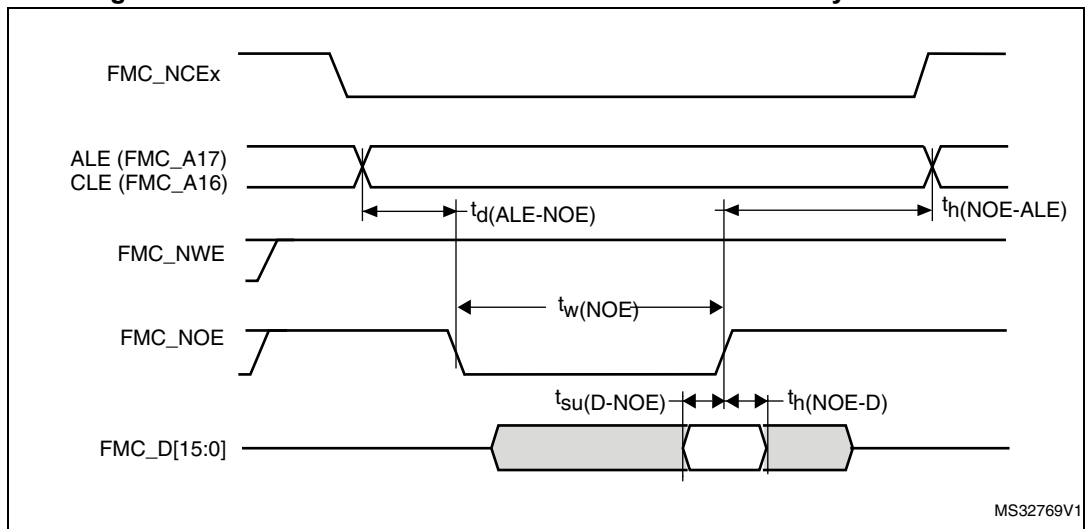 FMC_NCEx
ALE (FMC_A17)
CLE (FMC_A16)
td(ALE-NOE)
th(NOE-ALE)
FMC_NWE
tw(NOE)
FMC_NOE
tsu(D-NOE)
th(NOE-D)
FMC_D[15:0]
MS32769V1